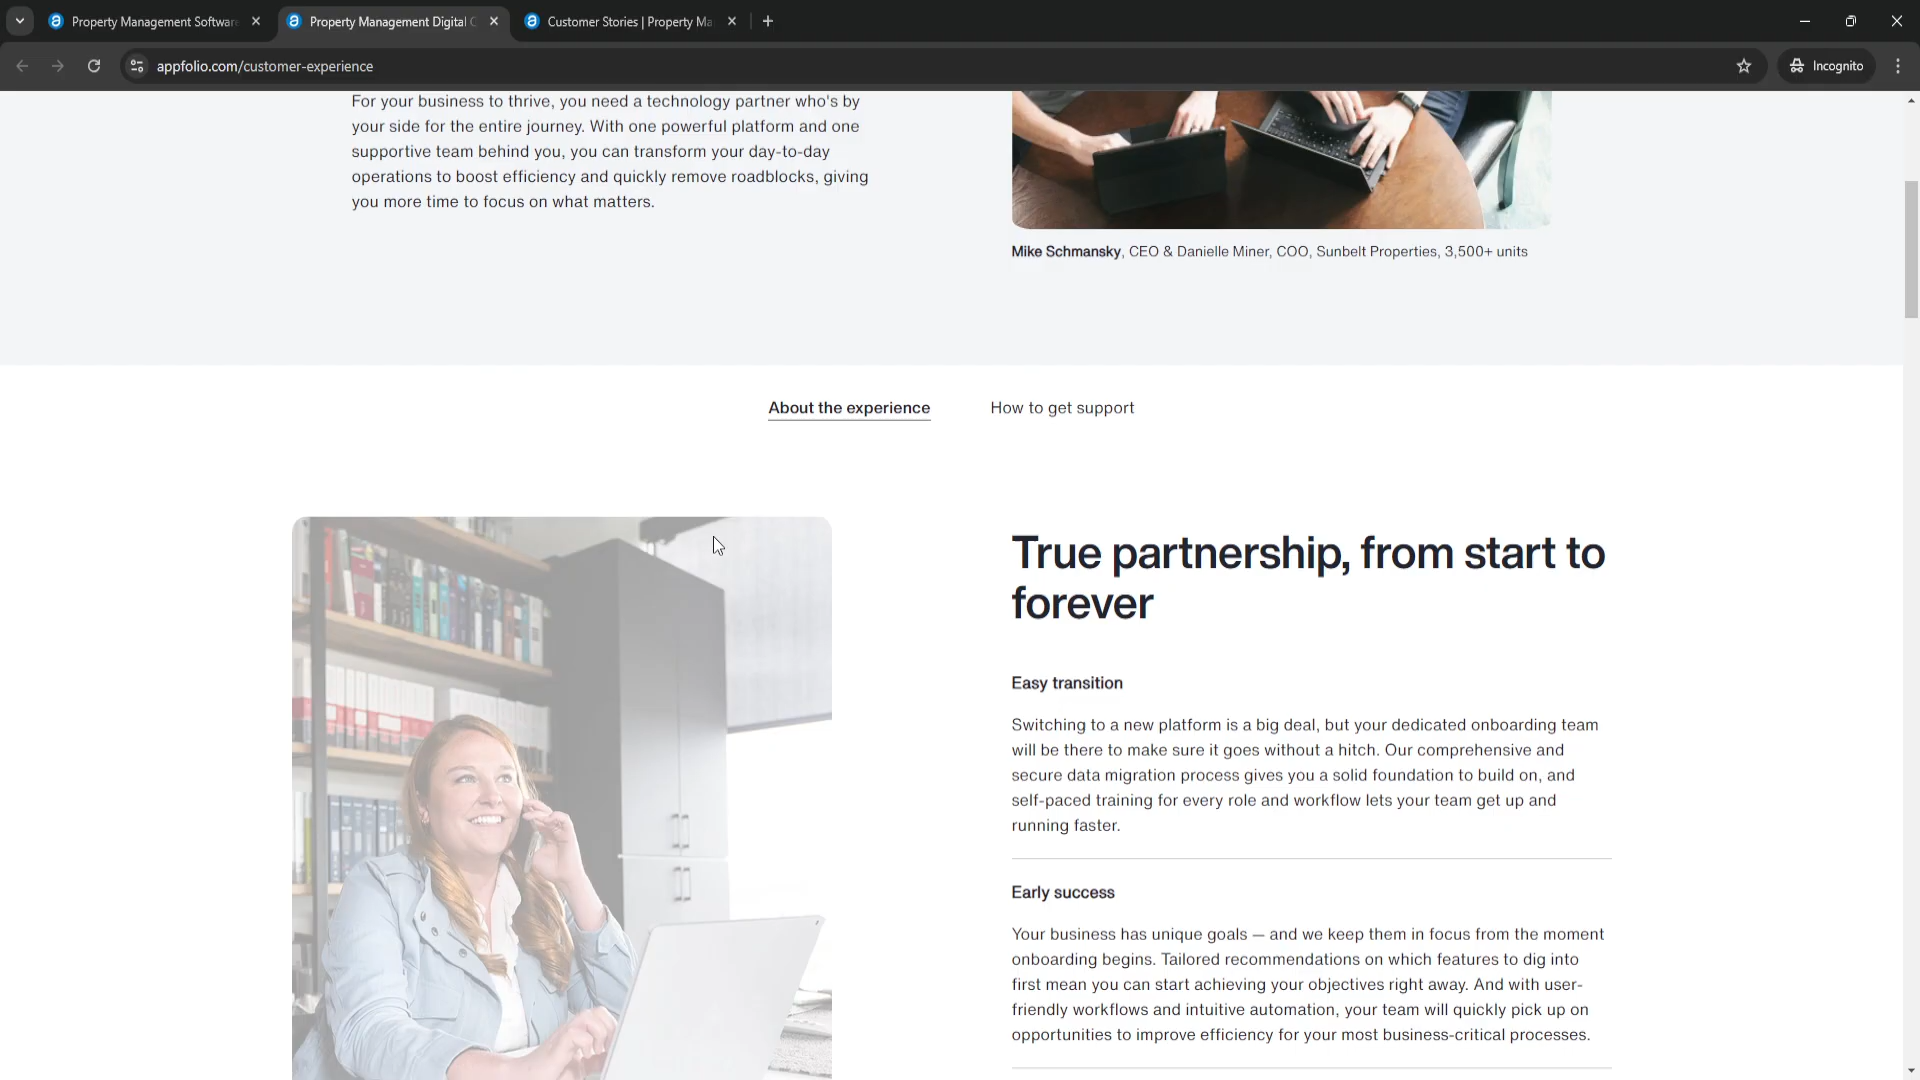 Property Management Software
Property Management Digital C
Customer Stories | Property Ma
appfolio.com/customer-experience
Incognito
For your business to thrive, you need a technology partner who's by
your side for the entire journey. With one powerful platform and one
supportive team behind you, you can transform your day-to-day
operations to boost efficiency and quickly remove roadblocks, giving
you more time to focus on what matters.
Mike Schmansky, CEO & Danielle Miner, COO, Sunbelt Properties, 3,500+ units
About the experience
How to get support
True partnership, from start to
forever
Easy transition
Switching to a new platform is a big deal, but your dedicated onboarding team
will be there to make sure it goes without a hitch. Our comprehensive and
secure data migration process gives you a solid foundation to build on, and
self-paced training for every role and workflow lets your team get up and
running faster.
Early success
Your business has unique goals — and we keep them in focus from the moment
onboarding begins. Tailored recommendations on which features to dig into
first mean you can start achieving your objectives right away. And with user-
friendly workflows and intuitive automation, your team will quickly pick up on
opportunities to improve efficiency for your most business-critical processes.